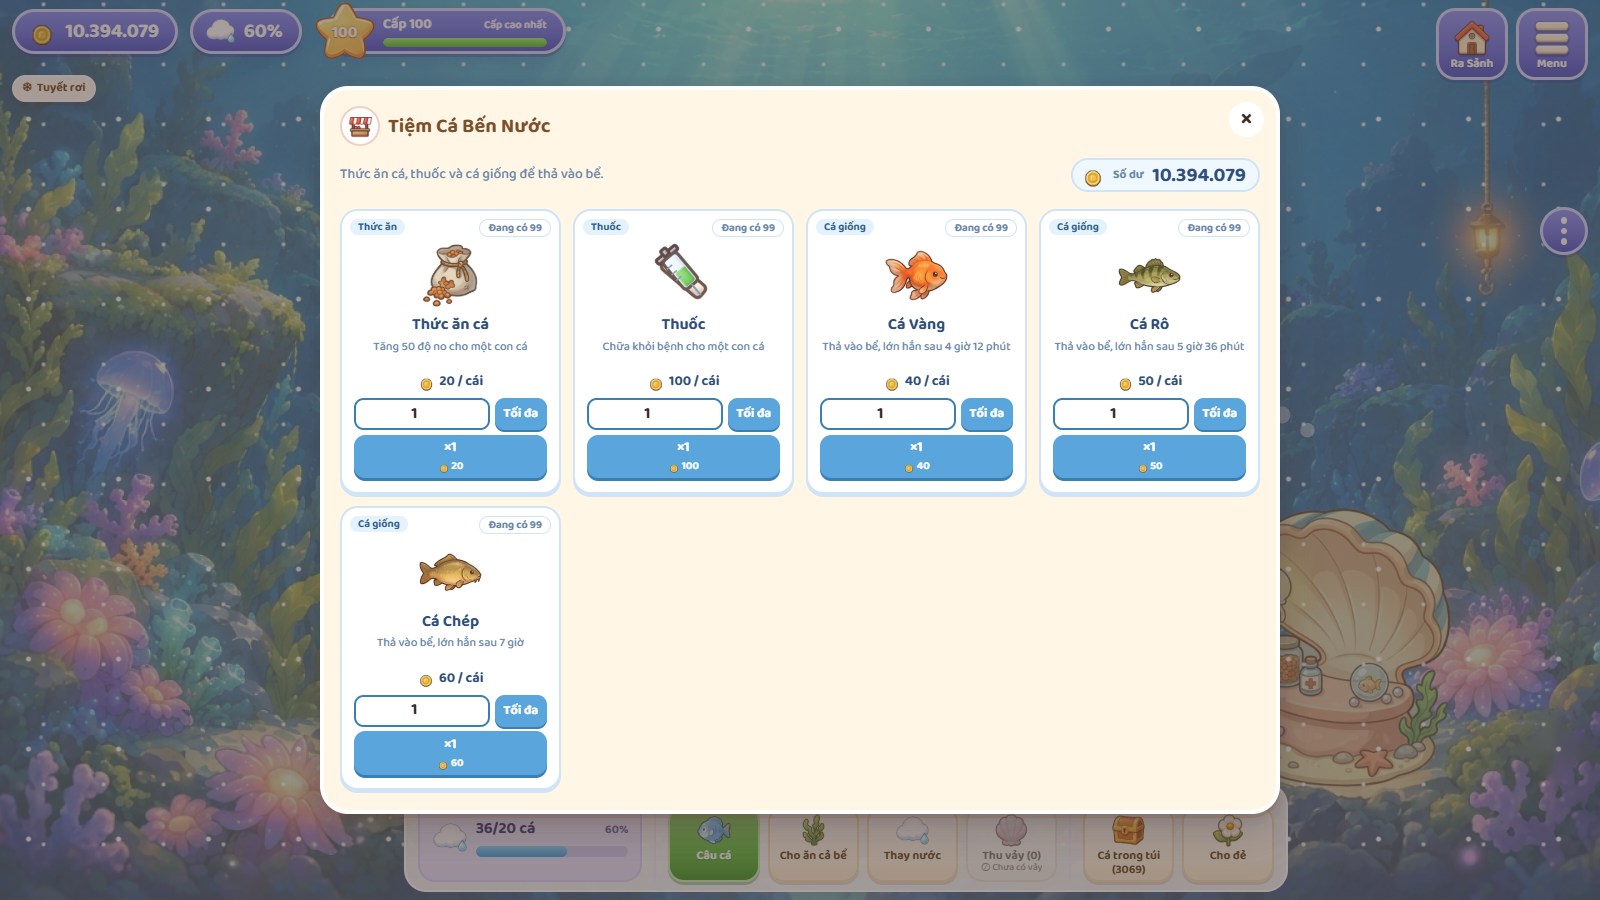 10.394.079
60%
100
Cấp 100
Cấp cao nhất
Ra Sảnh
Menu
Tuyết rơi
Tiệm Cá Bến Nước
×
Thức ăn cá, thuốc và cá giống để thả vào bể.
Số dư 10.394.079
Thức ăn
Đang có 99
Thức ăn cá
Tăng 50 độ no cho một con cá
20 / cái
1
Tối đa
×1
20
Thuốc
Đang có 99
Thuốc
Chữa khỏi bệnh cho một con cá
100 / cái
1
Tối đa
×1
100
Cá giống
Đang có 99
Cá Vàng
Thả vào bể, lớn hẳn sau 4 giờ 12 phút
40 / cái
1
Tối đa
×1
40
Cá giống
Đang có 99
Cá Rô
Thả vào bể, lớn hẳn sau 5 giờ 36 phút
50 / cái
1
Tối đa
×1
50
Cá giống
Đang có 99
Cá Chép
Thả vào bể, lớn hẳn sau 7 giờ
60 / cái
1
Tối đa
×1
60
36/20 cá
60%
Câu cá
Cho ăn cả bể
Thay nước
Thu vảy (0)
Chưa có vảy
Cá trong túi
(3069)
Cho đẻ